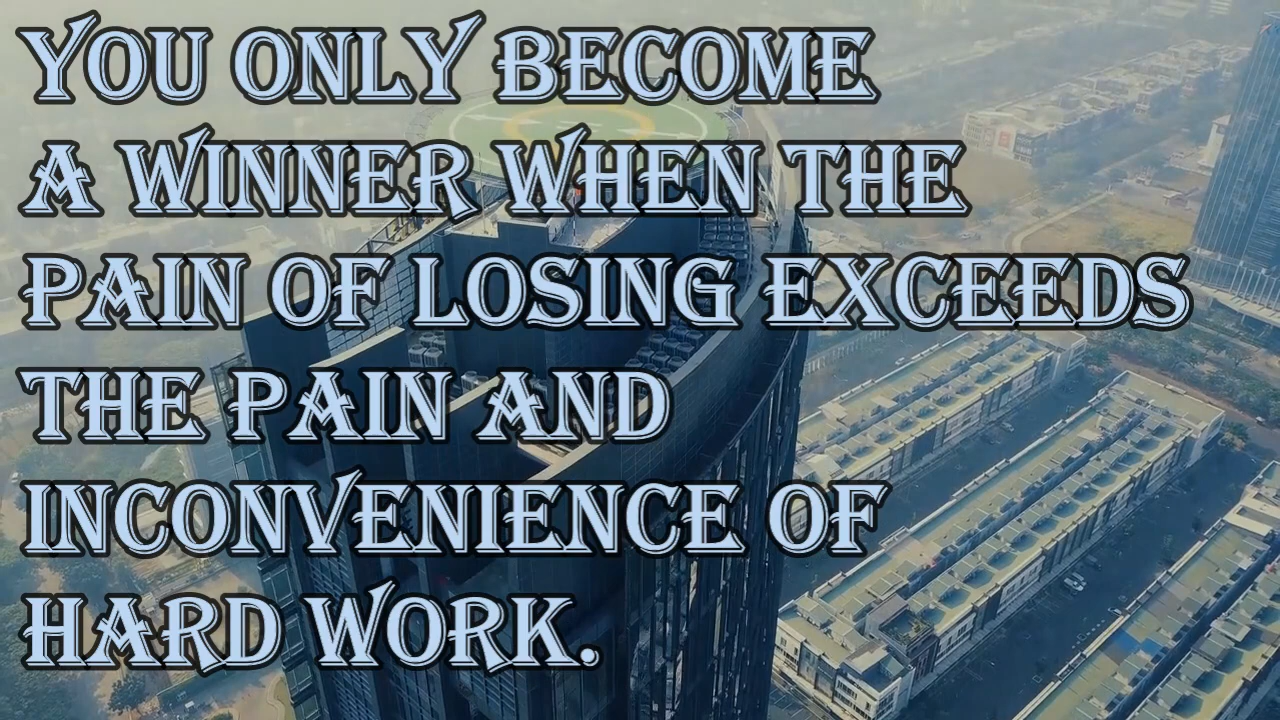 YOU ONLY BECOME
A WINNER WHEN THE
PAIN OF LOSING EXCEEDS
THE PAIN AND
INCONVENIENCE OF
HARD WORK.